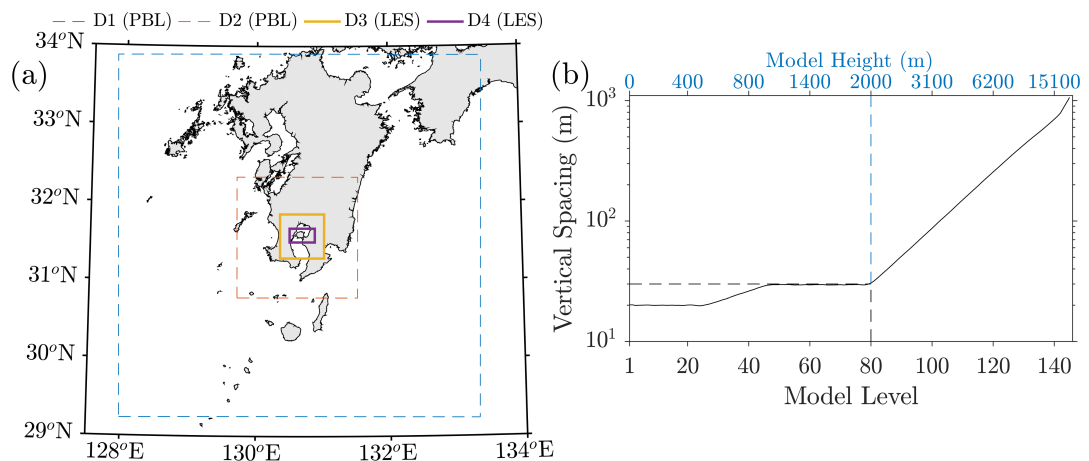 D1 (PBL) D2 (PBL) D3 (LES) D4 (LES)
(a)
34°N
33°N
32°N
31°N
30°N
29°N
128°E 130°E 132°E 134°E
(b)
Model Height (m)
0 400 800 1400 2000 3100 6200 15100
Vertical Spacing (m)
10³
10²
10¹
1 20 40 60 80 100 120 140
Model Level